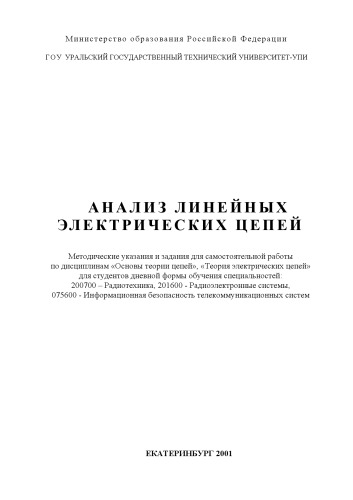 Министерство образования Российской Федерации
ГОУ УРАЛЬСКИЙ ГОСУДАРСТВЕННЫЙ ТЕХНИЧЕСКИЙ УНИВЕРСИТЕТ-УПИ
АНАЛИЗ ЛИНЕЙНЫХ
ЭЛЕКТРИЧЕСКИХ ЦЕПЕЙ
Методические указания и задания для самостоятельной работы
по дисциплинам «Основы теории цепей», «Теория электрических цепей»
для студентов дневной формы обучения специальностей:
200700 – Радиотехника, 201600 - Радиоэлектронные системы,
075600 - Информационная безопасность телекоммуникационных систем
ЕКАТЕРИНБУРГ 2001